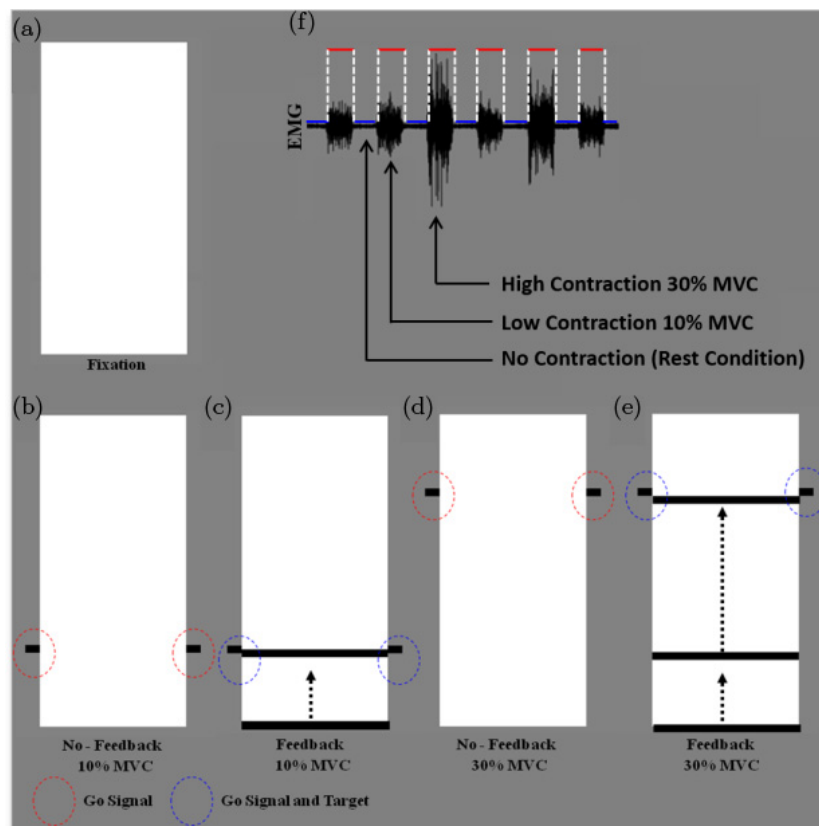 (a)
Fixation
(f)
EMG
High Contraction 30% MVC
Low Contraction 10% MVC
No Contraction (Rest Condition)
(b)
No - Feedback
10% MVC
(c)
Feedback
10% MVC
(d)
No - Feedback
30% MVC
(e)
Feedback
30% MVC
Go Signal
Go Signal and Target